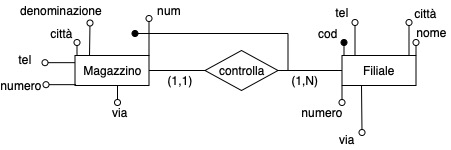 denominazione
num
tel
città
città
nome
cod
tel
Magazzino
controlla
Filiale
numero
(1,1)
(1,N)
via
numero
via